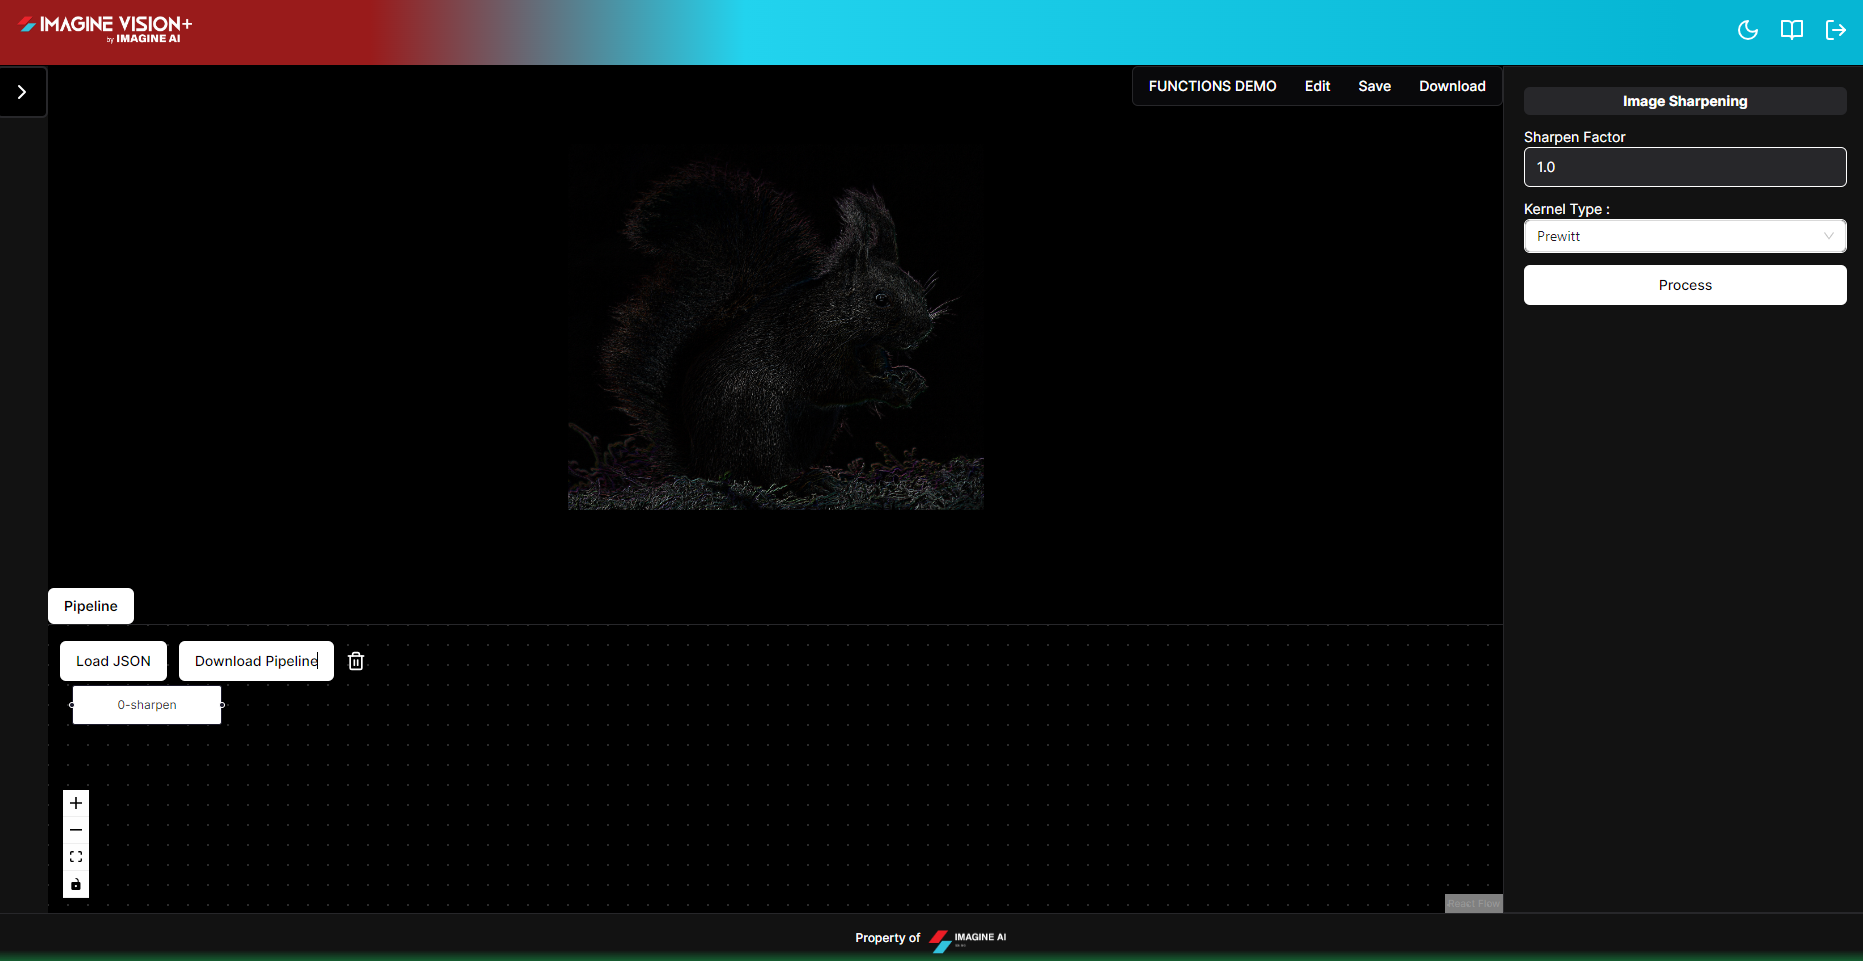 IMAGINE VISION+
by IMAGINE AI
FUNCTIONS DEMO Edit Save Download
Image Sharpening
Sharpen Factor
1.0
Kernel Type :
Prewitt
Process
Pipeline
Load JSON Download Pipeline
0-sharpen
React Flow
Property of IMAGINE AI